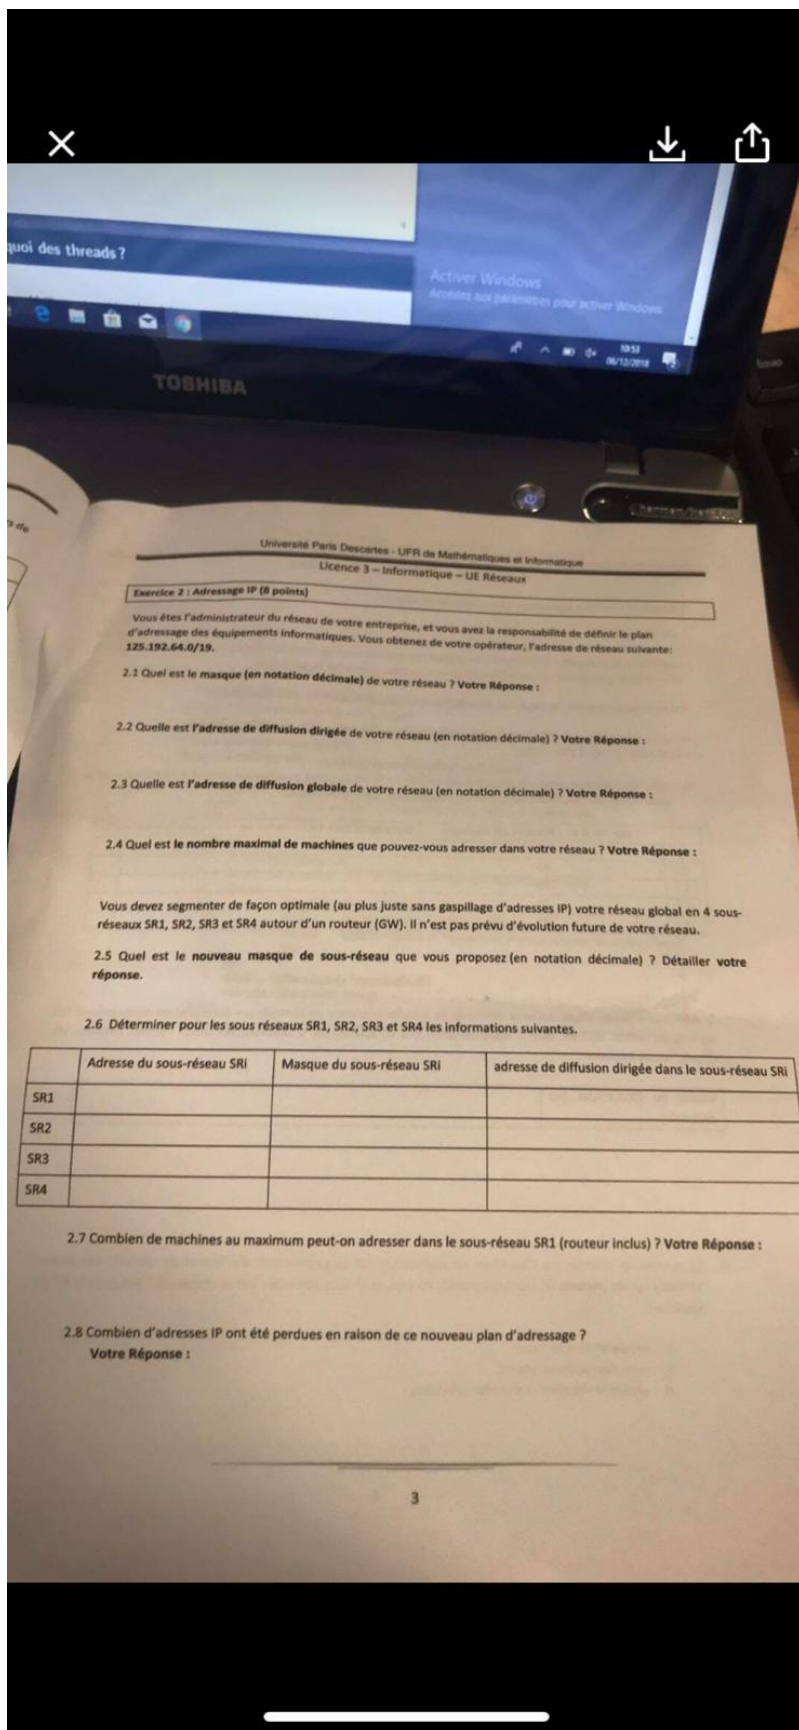 quoi des threads ?
Activer Windows
Accédez aux paramètres pour activer Windows.
10:53
06/12/2018
TOSHIBA
s de
Université Paris Descartes - UFR de Mathématiques et Informatique
Licence 3 – Informatique – UE Réseaux
Exercice 2 : Adressage IP (8 points)
Vous êtes l'administrateur du réseau de votre entreprise, et vous avez la responsabilité de définir le plan
d'adressage des équipements informatiques. Vous obtenez de votre opérateur, l'adresse de réseau suivante:
125.192.64.0/19.
2.1 Quel est le masque (en notation décimale) de votre réseau ? Votre Réponse :
2.2 Quelle est l'adresse de diffusion dirigée de votre réseau (en notation décimale) ? Votre Réponse :
2.3 Quelle est l'adresse de diffusion globale de votre réseau (en notation décimale) ? Votre Réponse :
2.4 Quel est le nombre maximal de machines que pouvez-vous adresser dans votre réseau ? Votre Réponse :
Vous devez segmenter de façon optimale (au plus juste sans gaspillage d'adresses IP) votre réseau global en 4 sous-
réseaux SR1, SR2, SR3 et SR4 autour d'un routeur (GW). Il n'est pas prévu d'évolution future de votre réseau.
2.5 Quel est le nouveau masque de sous-réseau que vous proposez (en notation décimale) ? Détailler votre
réponse.
2.6 Déterminer pour les sous réseaux SR1, SR2, SR3 et SR4 les informations suivantes.
Adresse du sous-réseau SRi Masque du sous-réseau SRi adresse de diffusion dirigée dans le sous-réseau SRi
SR1
SR2
SR3
SR4
2.7 Combien de machines au maximum peut-on adresser dans le sous-réseau SR1 (routeur inclus) ? Votre Réponse :
2.8 Combien d'adresses IP ont été perdues en raison de ce nouveau plan d'adressage ?
Votre Réponse :
3